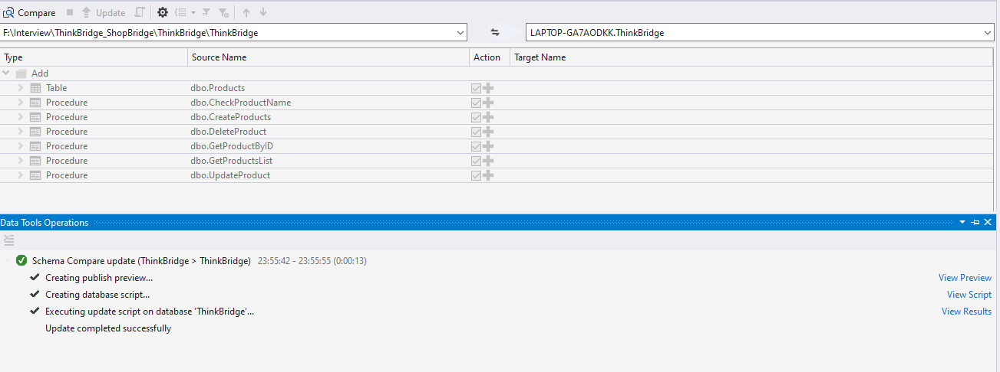 Compare Update
F:\Interview\ThinkBridge_ShopBridge\ThinkBridge\ThinkBridge LAPTOP-GA7AODKK.ThinkBridge
Type Source Name Action Target Name
Add
Table dbo.Products
Procedure dbo.CheckProductName
Procedure dbo.CreateProducts
Procedure dbo.DeleteProduct
Procedure dbo.GetProductByID
Procedure dbo.GetProductsList
Procedure dbo.UpdateProduct
Data Tools Operations
Schema Compare update (ThinkBridge > ThinkBridge) 23:55:42 - 23:55:55 (0:00:13)
Creating publish preview... View Preview
Creating database script... View Script
Executing update script on database 'ThinkBridge'... View Results
Update completed successfully